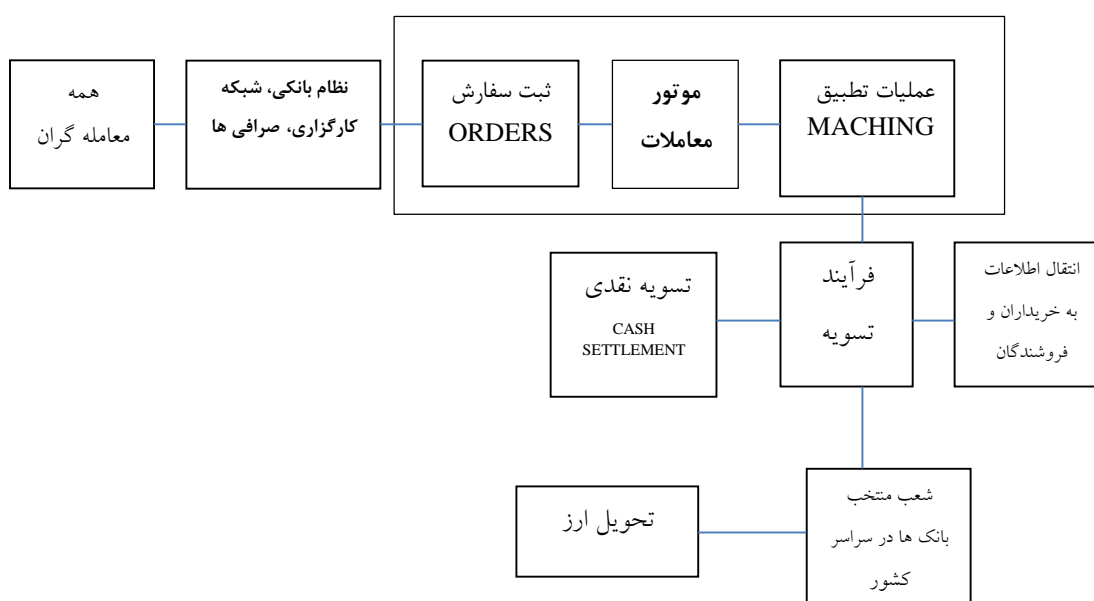 همه
معامله گران
نظام بانکی، شبکه
کارگزاری، صرافی ها
ثبت سفارش
ORDERS
موتور
معاملات
عملیات تطبیق
MACHING
تسویه نقدی
CASH
SETTLEMENT
فرآیند
تسویه
انتقال اطلاعات
به خریداران و
فروشندگان
تحویل ارز
شعب منتخب
بانک ها در سراسر
کشور